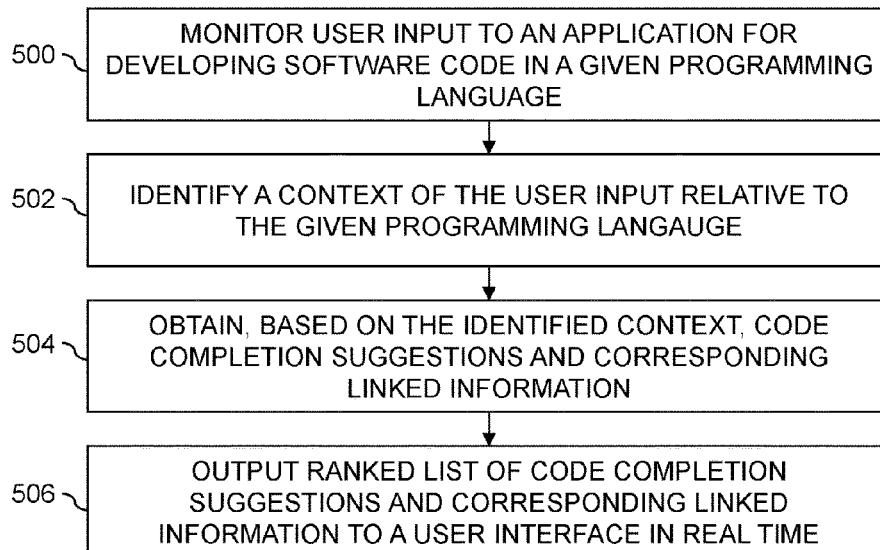 500
MONITOR USER INPUT TO AN APPLICATION FOR
DEVELOPING SOFTWARE CODE IN A GIVEN PROGRAMMING
LANGUAGE
502
IDENTIFY A CONTEXT OF THE USER INPUT RELATIVE TO
THE GIVEN PROGRAMMING LANGAUGE
504
OBTAIN, BASED ON THE IDENTIFIED CONTEXT, CODE
COMPLETION SUGGESTIONS AND CORRESPONDING
LINKED INFORMATION
506
OUTPUT RANKED LIST OF CODE COMPLETION
SUGGESTIONS AND CORRESPONDING LINKED
INFORMATION TO A USER INTERFACE IN REAL TIME